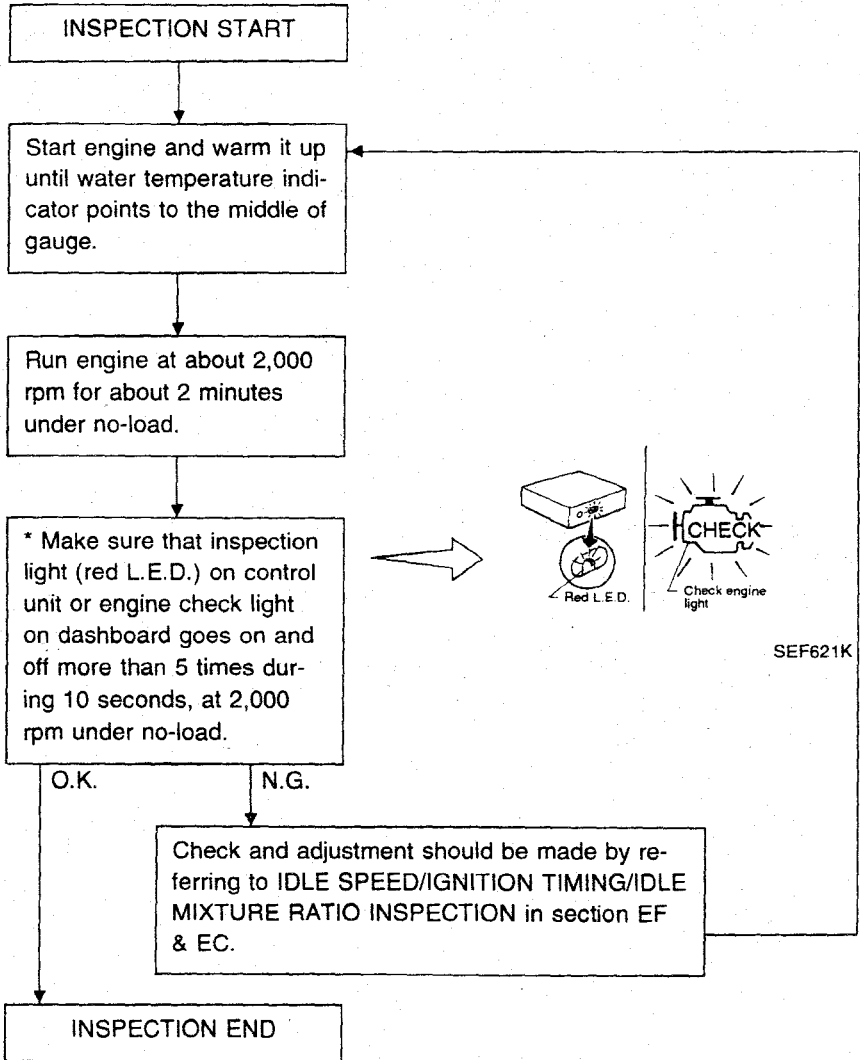 INSPECTION START
Start engine and warm it up
until water temperature indi-
cator points to the middle of
gauge.
Run engine at about 2,000
rpm for about 2 minutes
under no-load.
* Make sure that inspection
light (red L.E.D.) on control
unit or engine check light
on dashboard goes on and
off more than 5 times dur-
ing 10 seconds, at 2,000
rpm under no-load.
CHECK
Red L.E.D.
Check engine
light
SEF621K
O.K.
N.G.
Check and adjustment should be made by re-
ferring to IDLE SPEED/IGNITION TIMING/IDLE
MIXTURE RATIO INSPECTION in section EF
& EC.
INSPECTION END